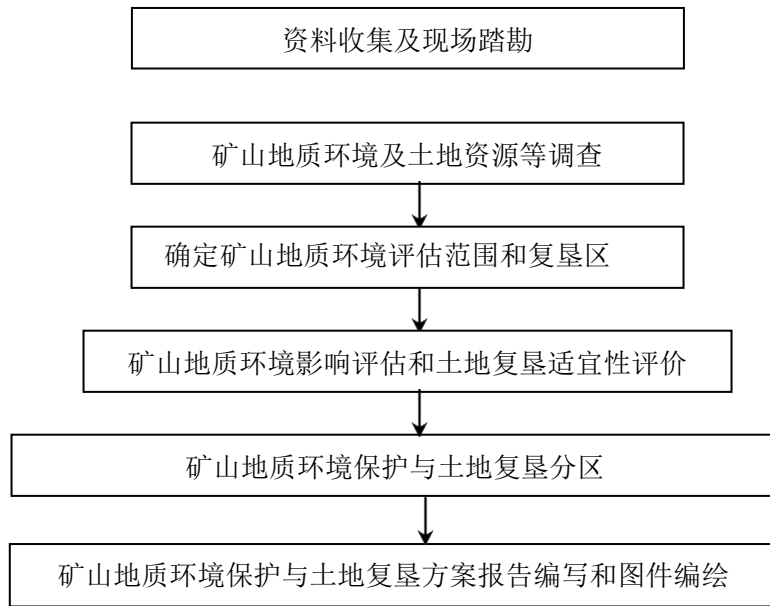 资料收集及现场踏勘
矿山地质环境及土地资源等调查
确定矿山地质环境评估范围和复垦区
矿山地质环境影响评估和土地复垦适宜性评价
矿山地质环境保护与土地复垦分区
矿山地质环境保护与土地复垦方案报告编写和图件编绘